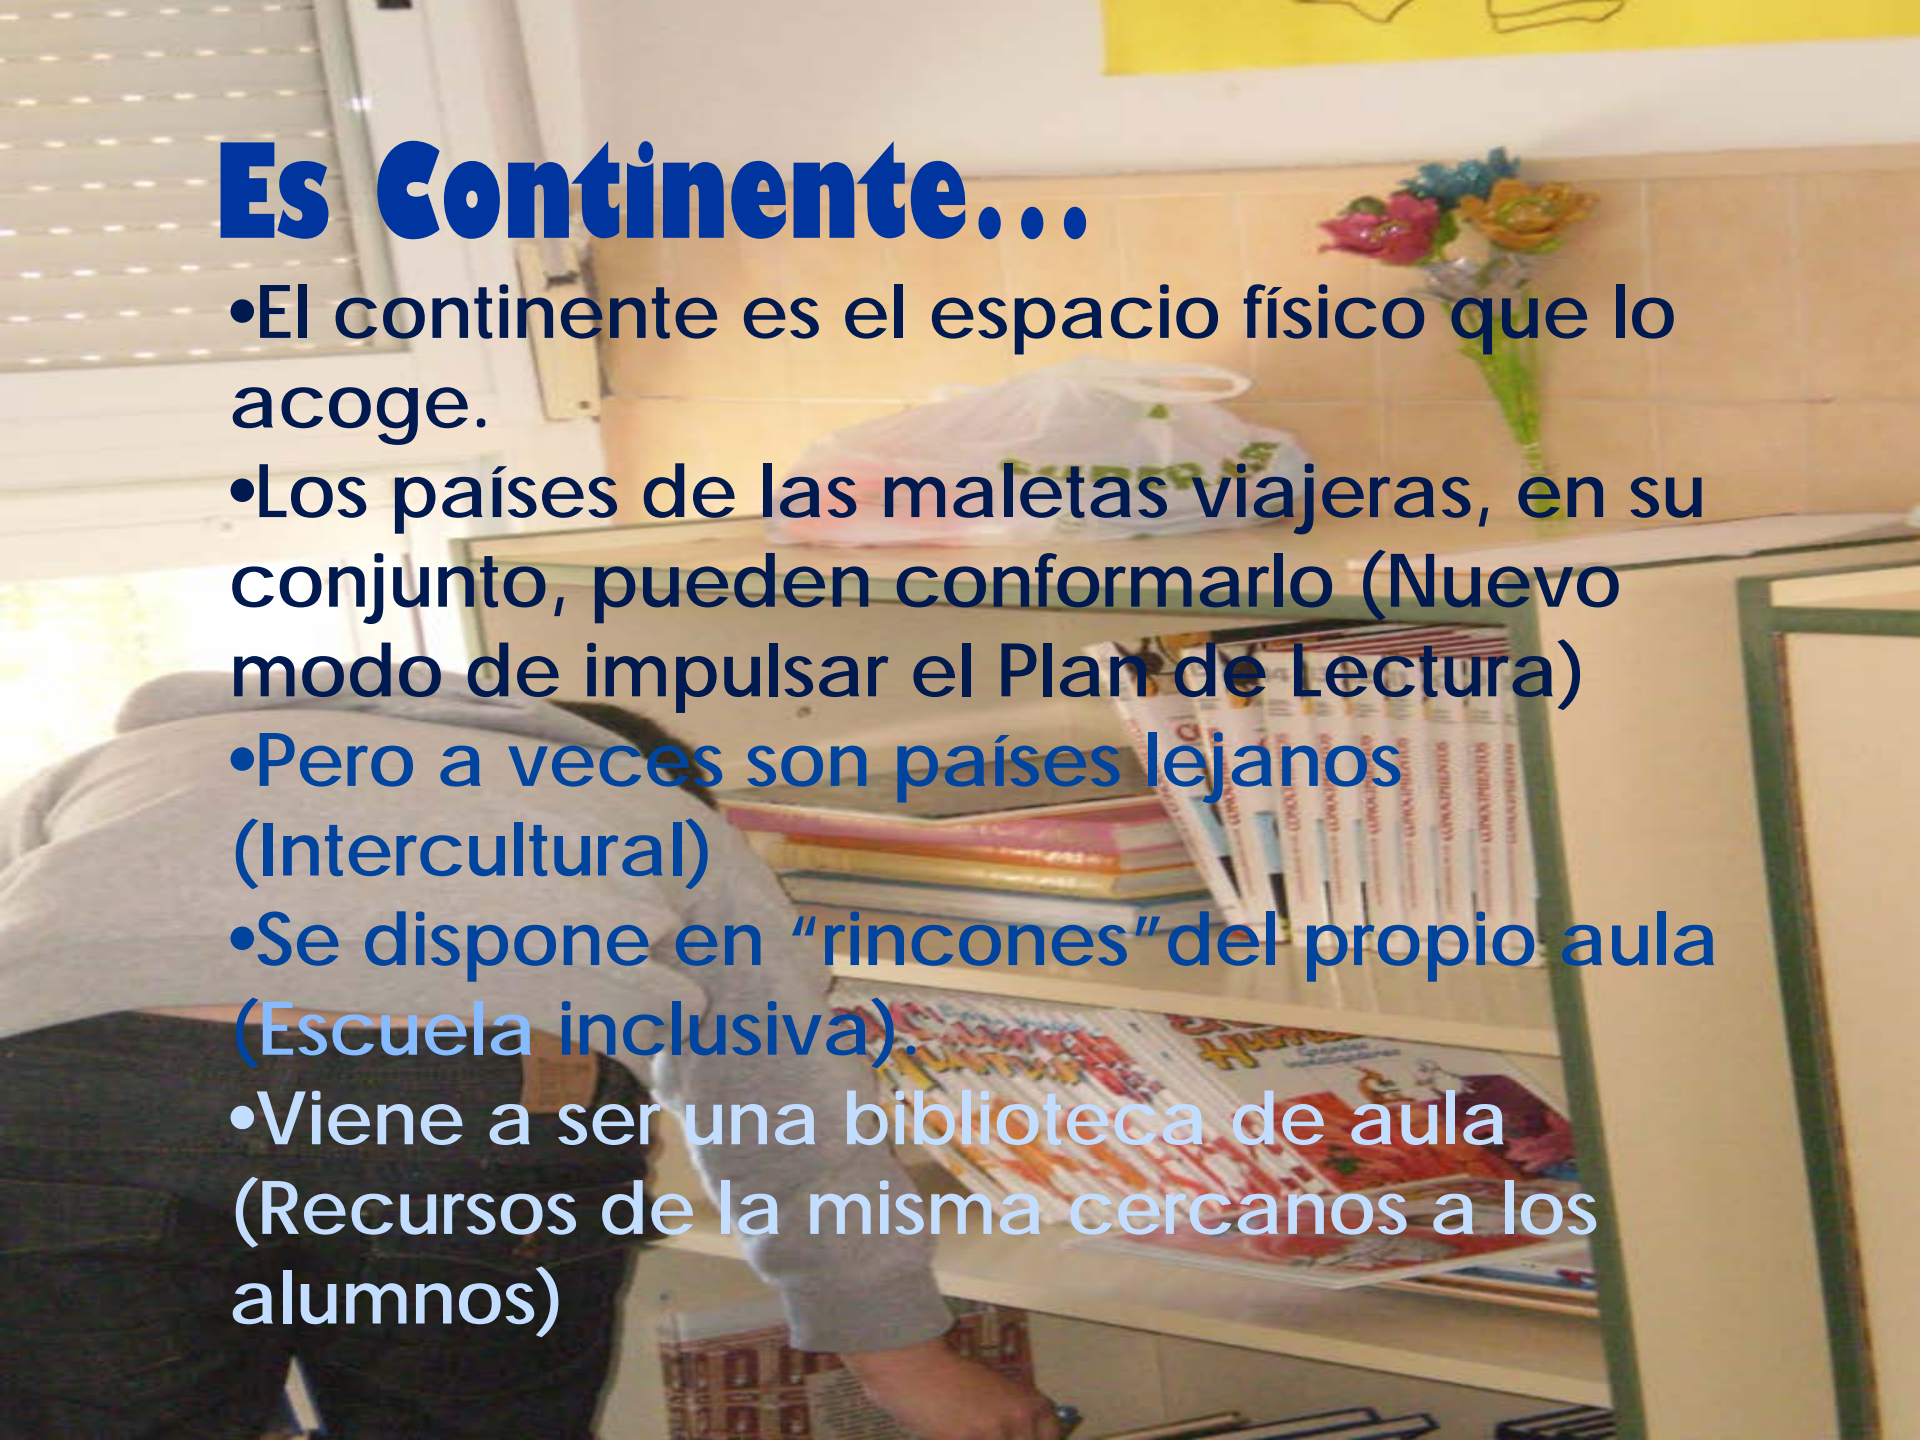 Es Continente...
•El continente es el espacio físico que lo
acoge.
•Los países de las maletas viajeras, en su
conjunto, pueden conformarlo (Nuevo
modo de impulsar el Plan de Lectura)
•Pero a veces son países lejanos
(Intercultural)
•Se dispone en “rincones”del propio aula
(Escuela inclusiva).
•Viene a ser una biblioteca de aula
(Recursos de la misma cercanos a los
alumnos)